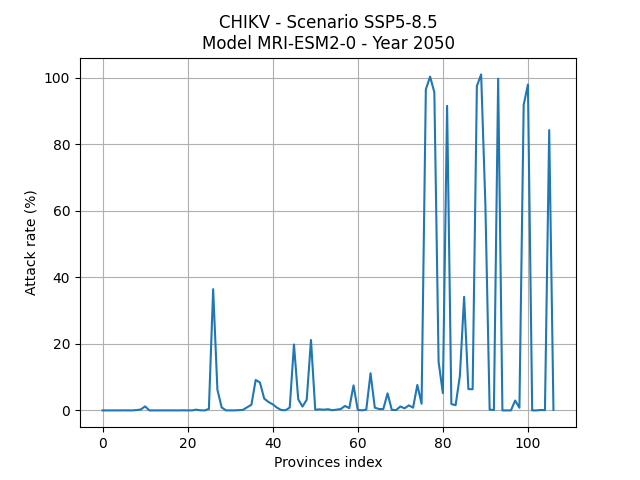 CHIKV - Scenario SSP5-8.5
Model MRI-ESM2-0 - Year 2050
Attack rate (%)
100
80
60
40
20
0
0 20 40 60 80 100
Provinces index